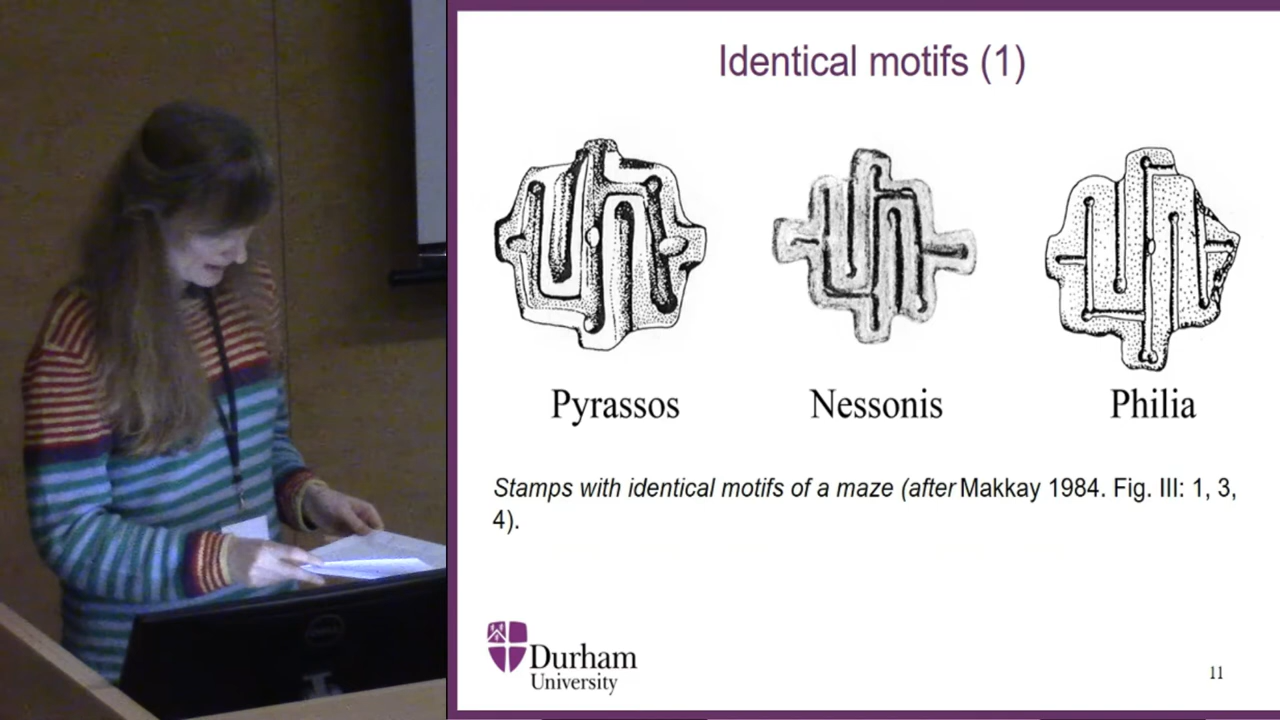 Identical motifs (1)
Pyrassos Nessonis Philia
Stamps with identical motifs of a maze (after Makkay 1984. Fig. III: 1, 3,
4).
Durham
University
11